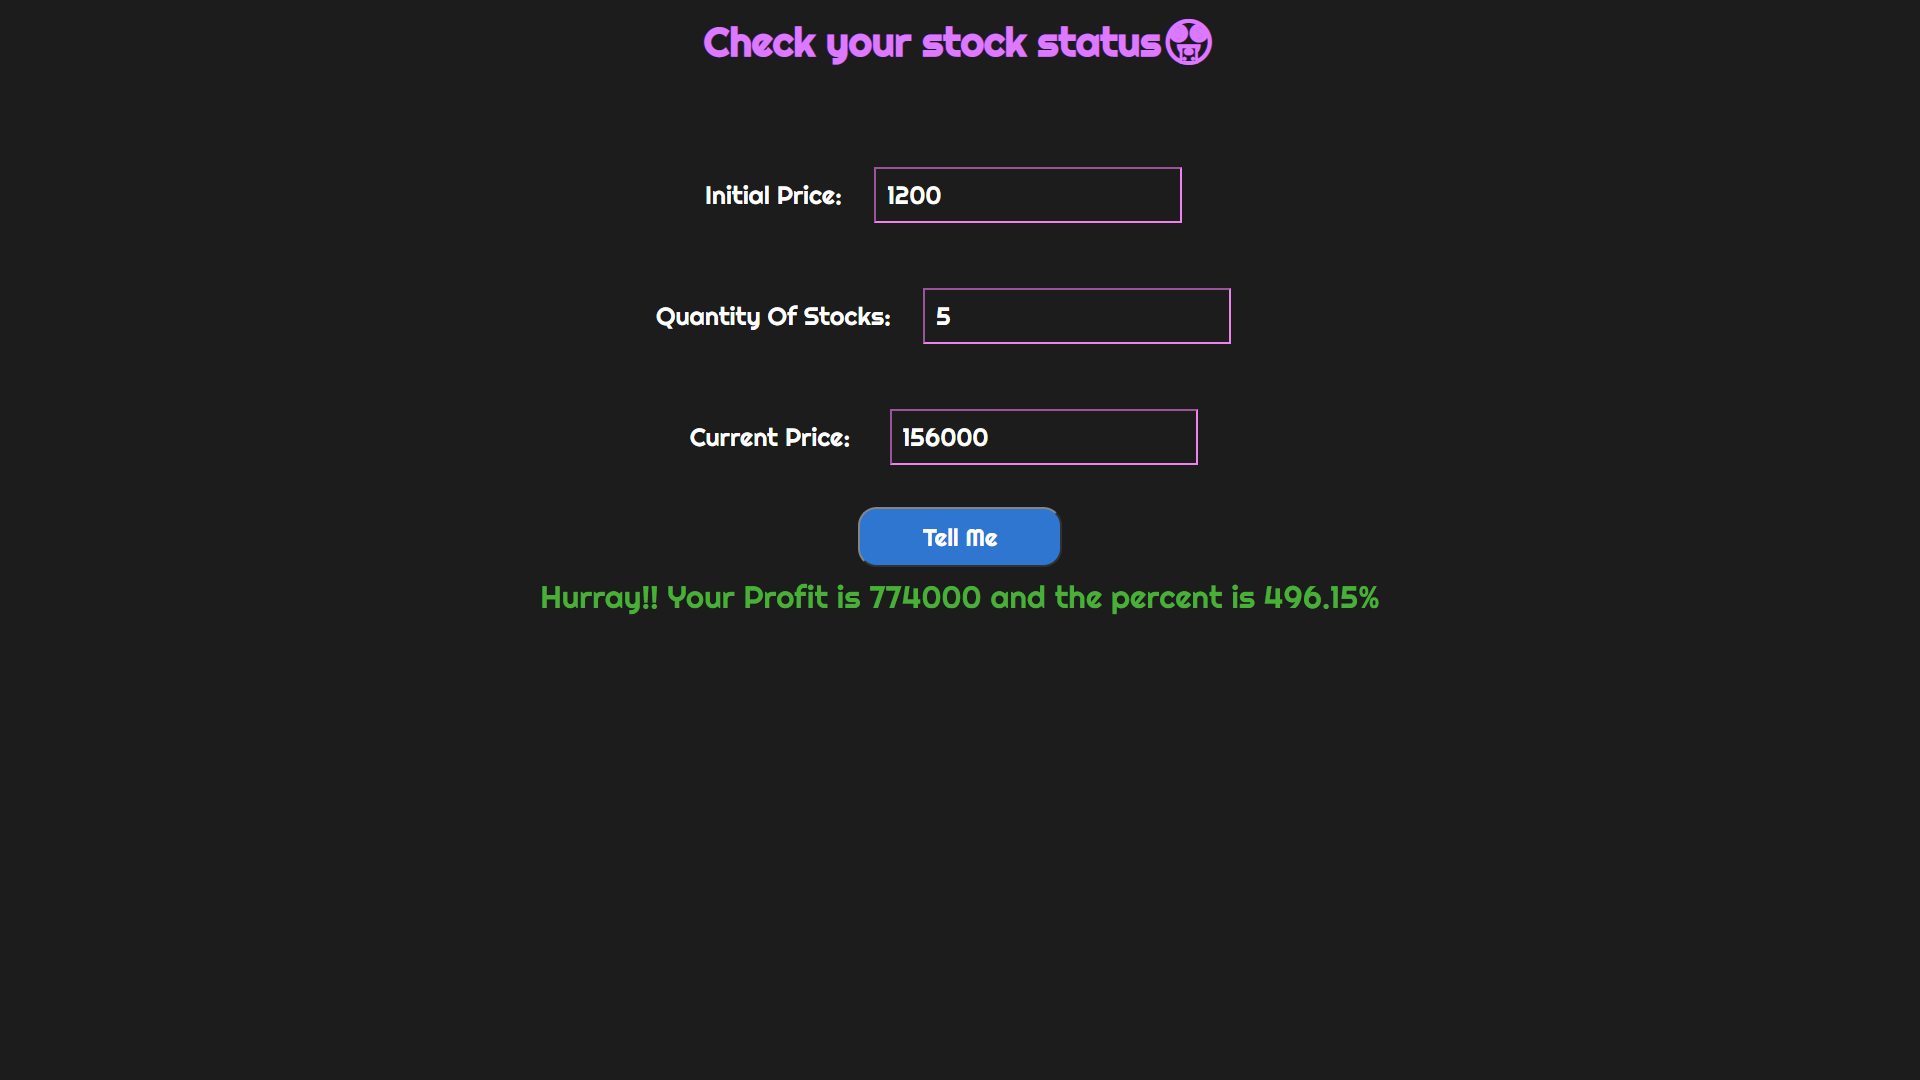 Check your stock status
Initial Price: 1200
Quantity Of Stocks: 5
Current Price: 156000
Tell Me
Hurray!! Your Profit is 774000 and the percent is 496.15%